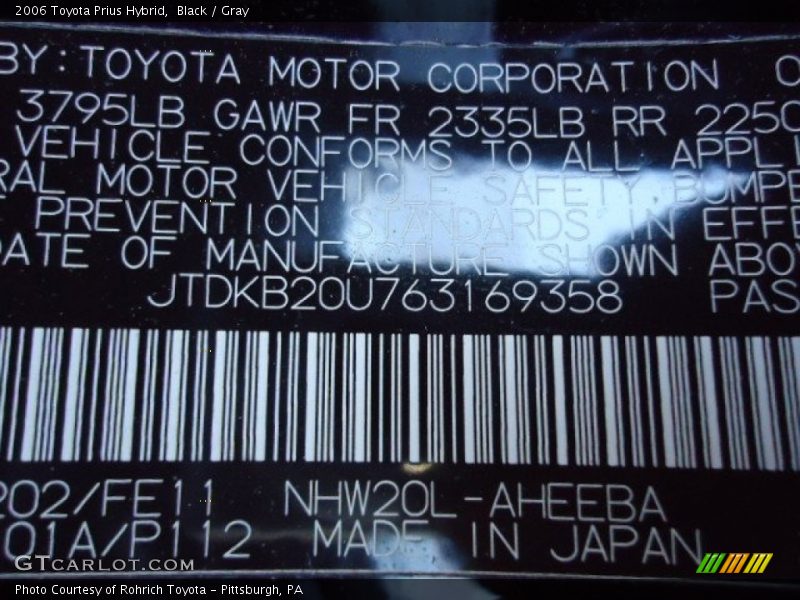 2006 Toyota Prius Hybrid, Black / Gray
BY:TOYOTA MOTOR CORPORATION
3795LB GAWR FR 2335LB RR 225
VEHICLE CONFORMS TO ALL APPLI
RAL MOTOR VEHICLE SAFETY BUMPE
PREVENTION STANDARDS IN EFFE
DATE OF MANUFACTURE SHOWN ABOV
JTDKB20U763169358 PAS
202/FE11 NHW20L-AHEEBA
01A/P112 MADE IN JAPAN
GTCARLOT.COM
Photo Courtesy of Rohrich Toyota - Pittsburgh, PA